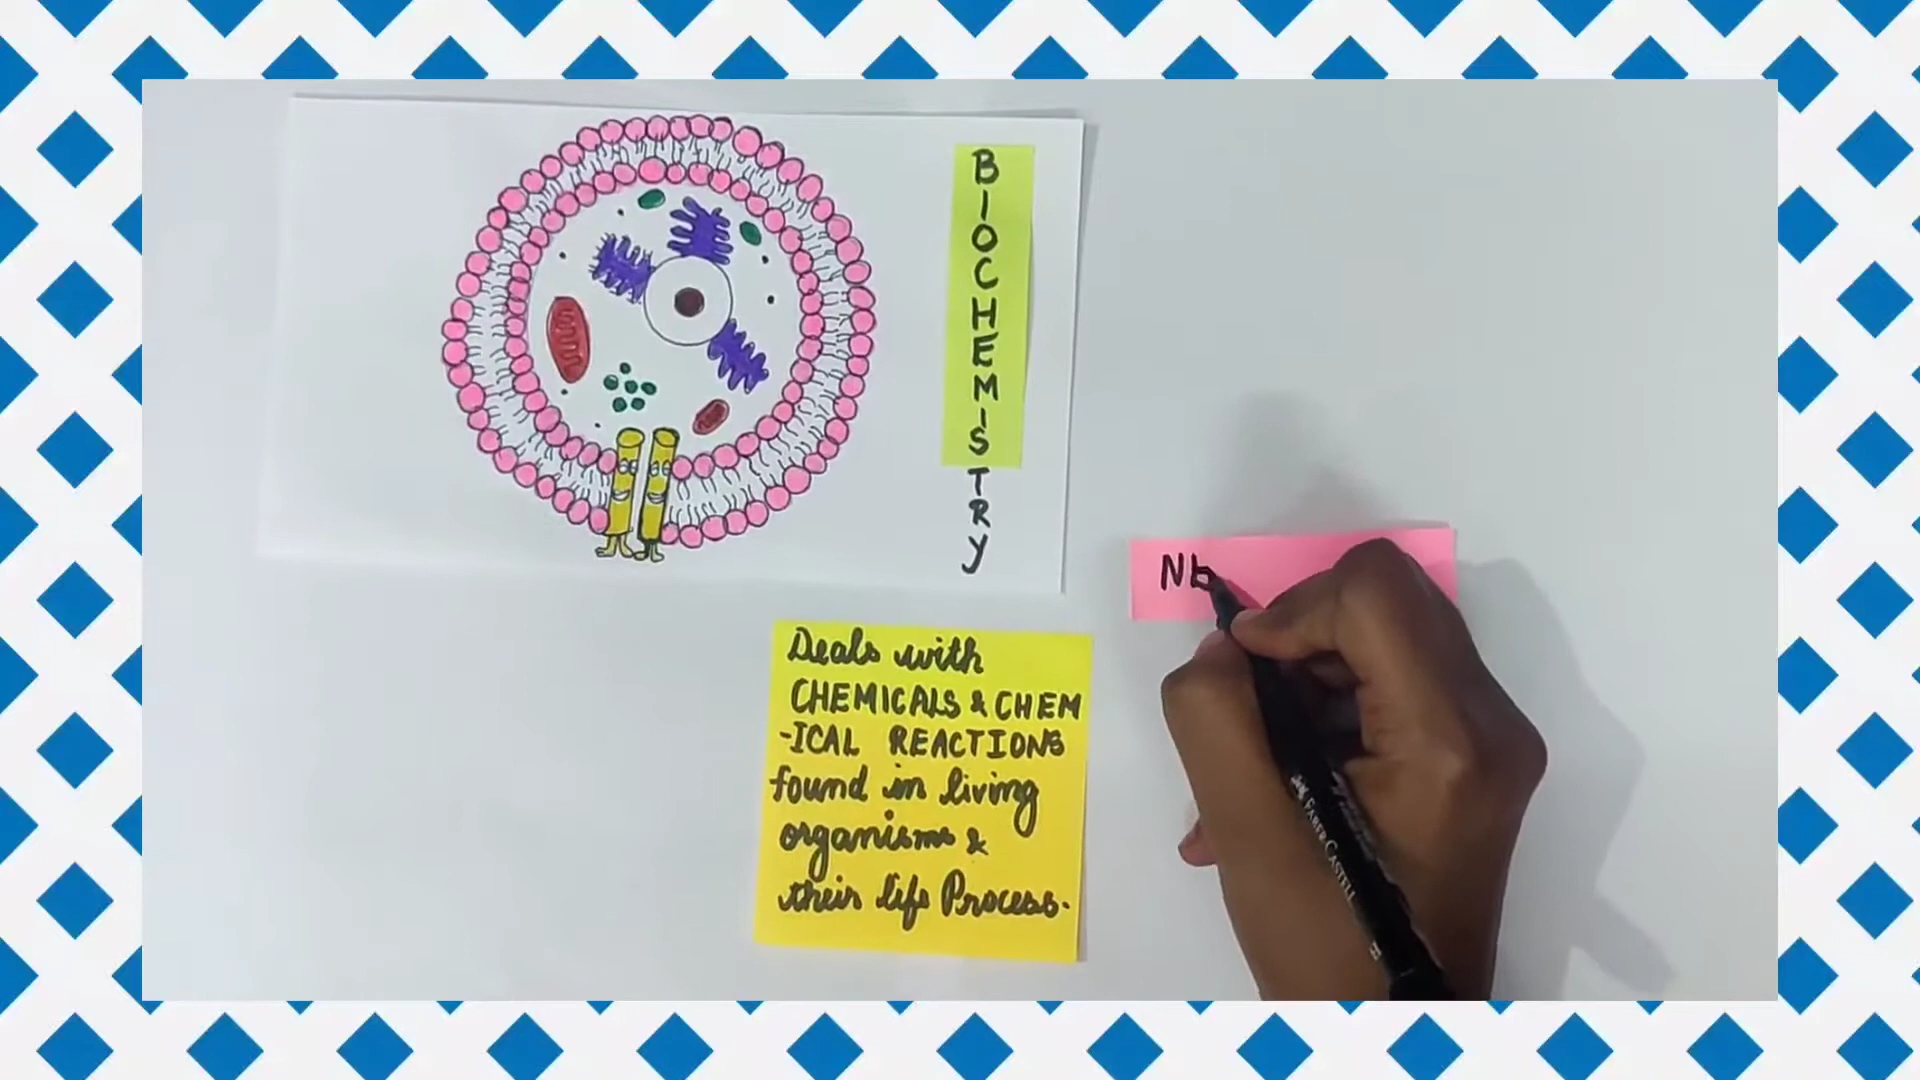 BIOCHEMISTRY
Deals with
CHEMICALS & CHEM
-ICAL REACTIONS
found in living
organisms &
their life Process.
FABER CASTELL